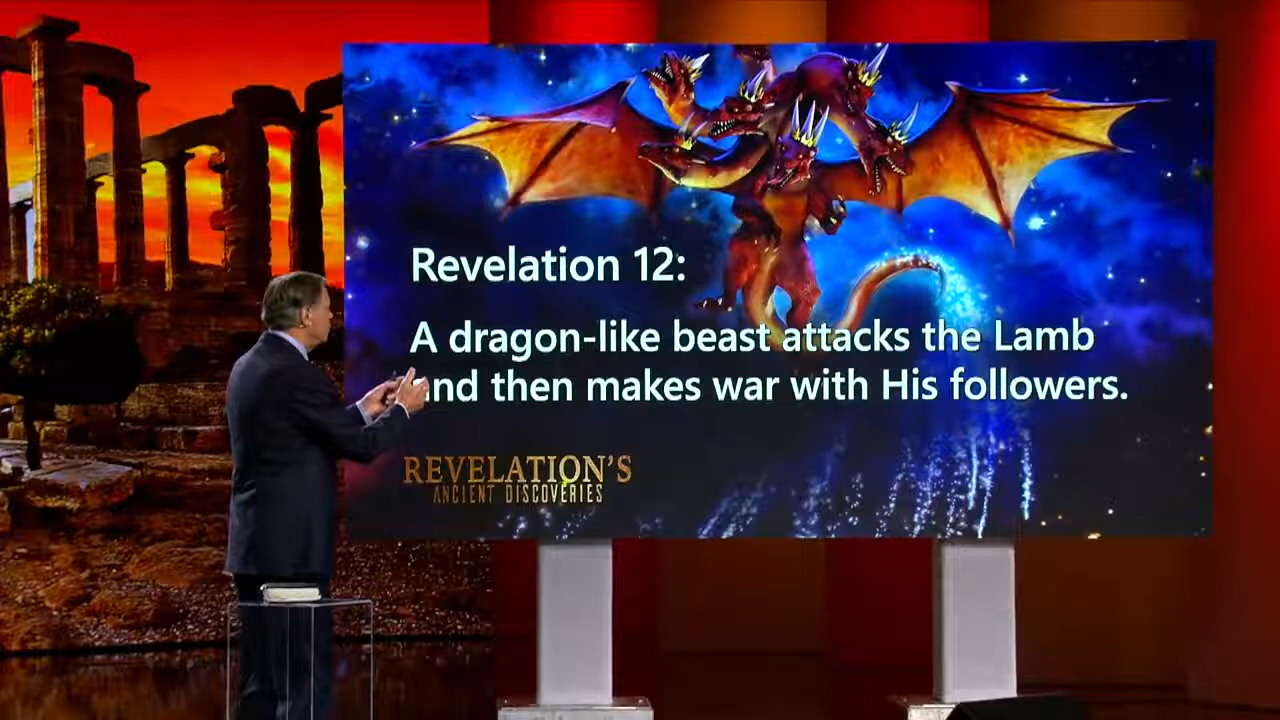 Revelation 12:
A dragon-like beast attacks the Lamb
and then makes war with His followers.
REVELATION'S
ANCIENT DISCOVERIES